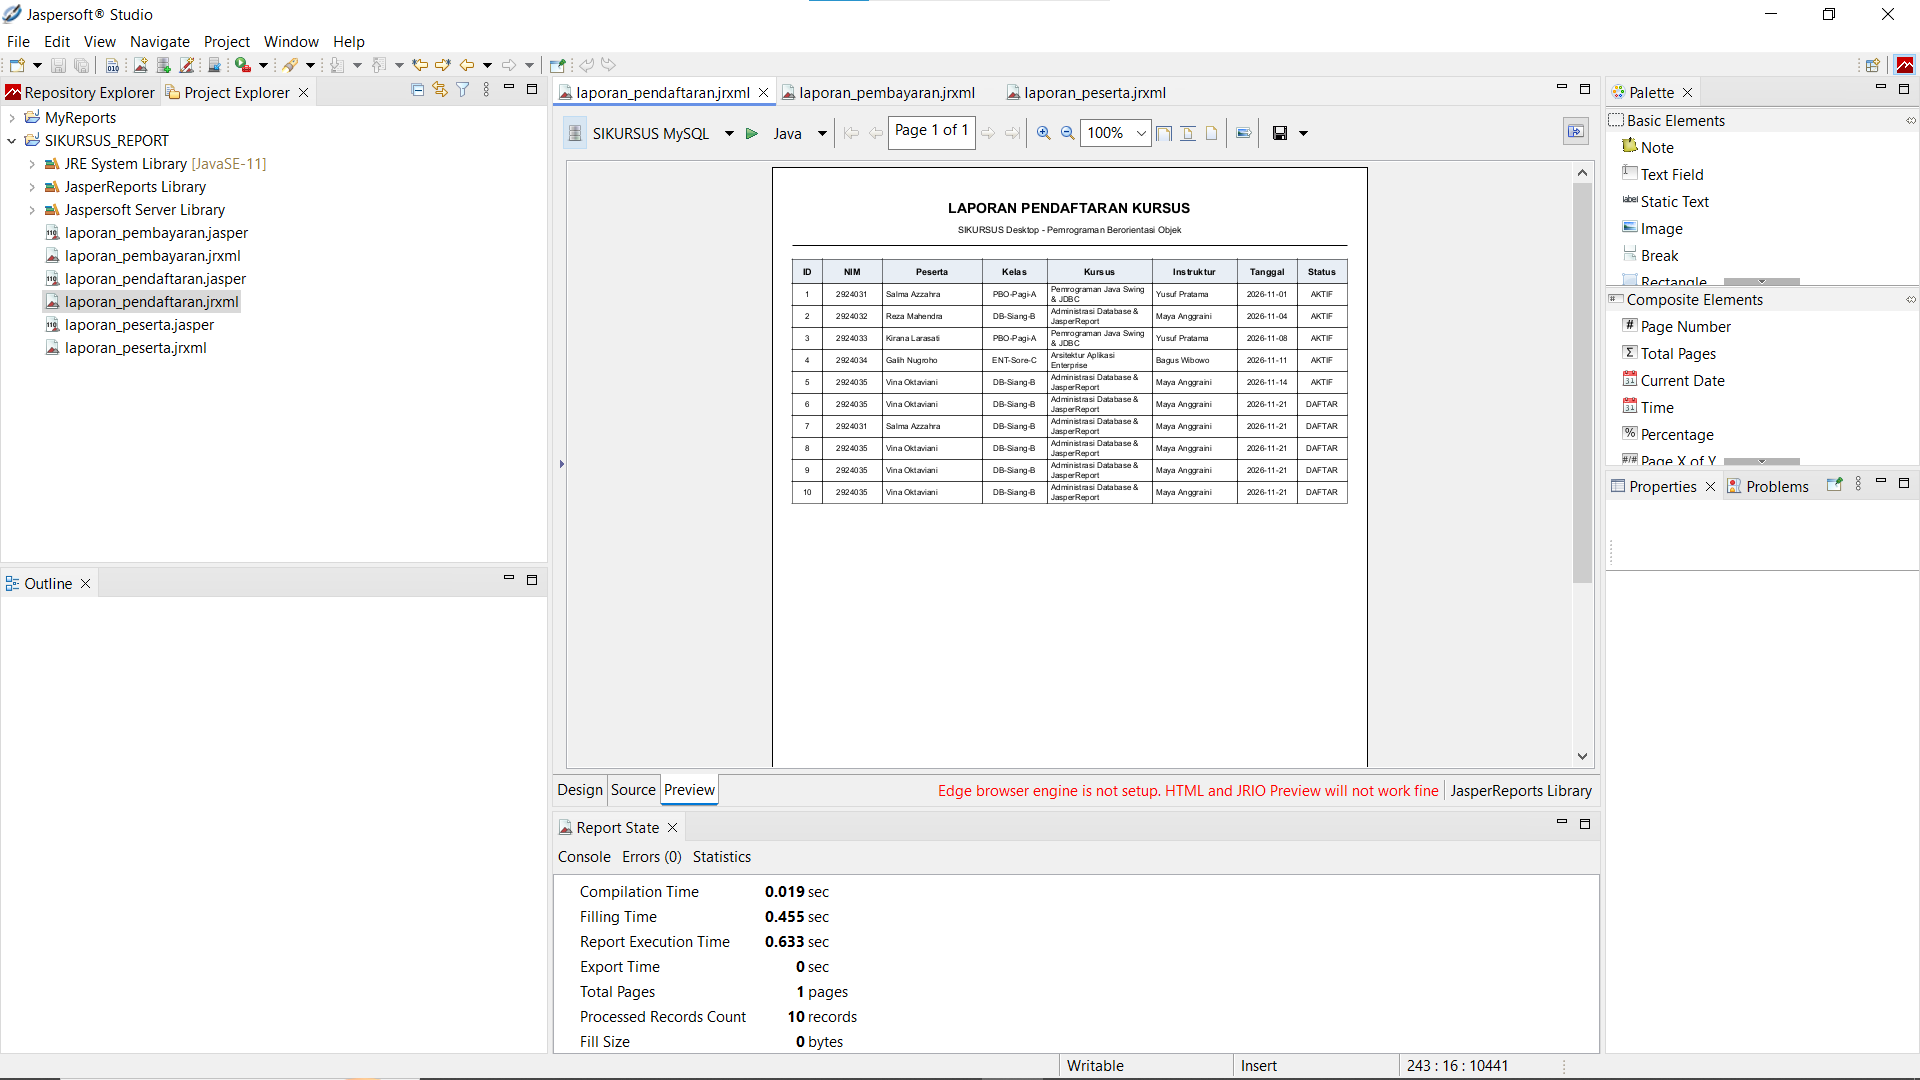 Jaspersoft® Studio
File Edit View Navigate Project Window Help
Repository Explorer Project Explorer
MyReports
SIKURSUS_REPORT
JRE System Library [JavaSE-11]
JasperReports Library
Jaspersoft Server Library
laporan_pembayaran.jasper
laporan_pembayaran.jrxml
laporan_pendaftaran.jasper
laporan_pendaftaran.jrxml
laporan_peserta.jasper
laporan_peserta.jrxml
Outline
laporan_pendaftaran.jrxml laporan_pembayaran.jrxml laporan_peserta.jrxml
SIKURSUS MySQL Java Page 1 of 1 100%
LAPORAN PENDAFTARAN KURSUS
SIKURSUS Desktop - Pemrograman Berorientasi Objek
ID NIM Peserta Kelas Kursus Instruktur Tanggal Status
1 2924031 Salma Azzahra PBO-Pagi-A Pemrograman Java Swing & JDBC Yusuf Pratama 2026-11-01 AKTIF
2 2924032 Reza Mahendra DB-Siang-B Administrasi Database & JasperReport Maya Anggraini 2026-11-04 AKTIF
3 2924033 Kirana Larasati PBO-Pagi-A Pemrograman Java Swing & JDBC Yusuf Pratama 2026-11-08 AKTIF
4 2924034 Galih Nugroho ENT-Sore-C Arsitektur Aplikasi Enterprise Bagus Wibowo 2026-11-11 AKTIF
5 2924035 Vina Oktaviani DB-Siang-B Administrasi Database & JasperReport Maya Anggraini 2026-11-14 AKTIF
6 2924035 Vina Oktaviani DB-Siang-B Administrasi Database & JasperReport Maya Anggraini 2026-11-21 DAFTAR
7 2924031 Salma Azzahra DB-Siang-B Administrasi Database & JasperReport Maya Anggraini 2026-11-21 DAFTAR
8 2924035 Vina Oktaviani DB-Siang-B Administrasi Database & JasperReport Maya Anggraini 2026-11-21 DAFTAR
9 2924035 Vina Oktaviani DB-Siang-B Administrasi Database & JasperReport Maya Anggraini 2026-11-21 DAFTAR
10 2924035 Vina Oktaviani DB-Siang-B Administrasi Database & JasperReport Maya Anggraini 2026-11-21 DAFTAR
Design Source Preview
Edge browser engine is not setup. HTML and JRIO Preview will not work fine JasperReports Library
Report State
Console Errors (0) Statistics
Compilation Time 0.019 sec
Filling Time 0.455 sec
Report Execution Time 0.633 sec
Export Time 0 sec
Total Pages 1 pages
Processed Records Count 10 records
Fill Size 0 bytes
Palette
Basic Elements
Note
Text Field
label Static Text
Image
Break
Rectangle
Composite Elements
# Page Number
Σ Total Pages
31 Current Date
31 Time
% Percentage
#/# Page X of Y
Properties Problems
Writable Insert 243 : 16 : 10441